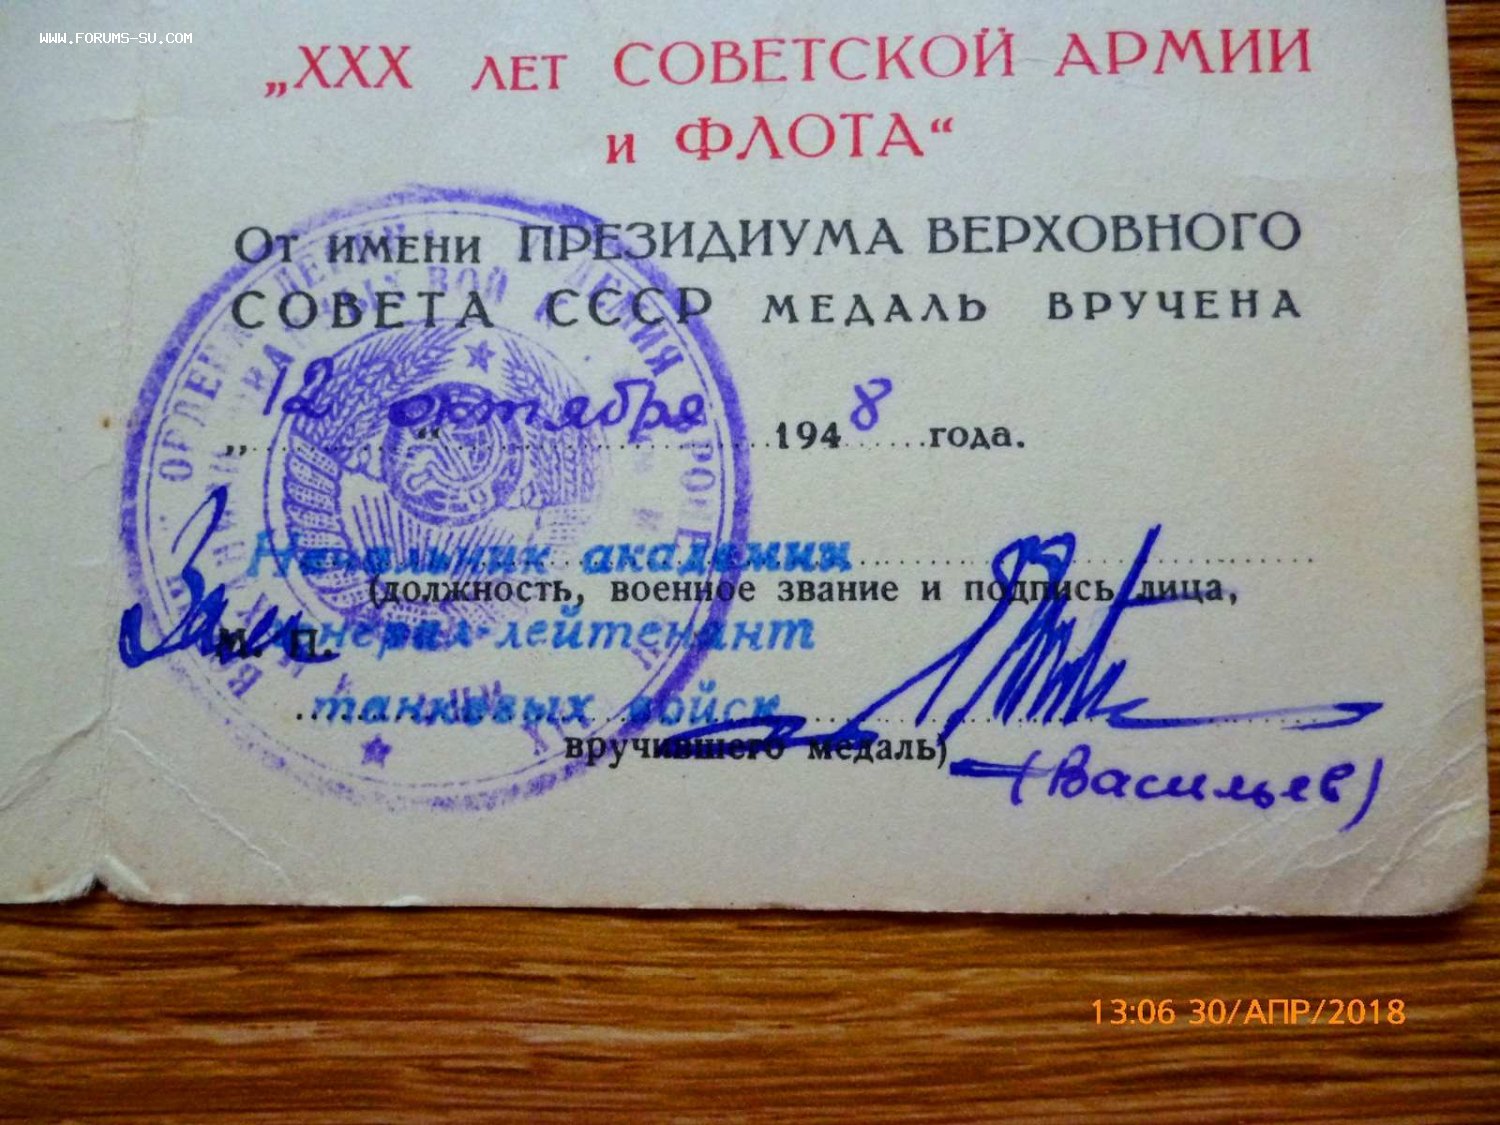 WWW.FORUMS-SU.COM
„XXX ЛЕТ СОВЕТСКОЙ АРМИИ
и ФЛОТА“
От имени ПРЕЗИДИУМА ВЕРХОВНОГО
СОВЕТА СССР МЕДАЛЬ ВРУЧЕНА
„12“ октября 1948 года.
Зам
Начальник академии
(должность, военное звание и подпись лица,
М. П.
генерал-лейтенант
танковых войск
вручившего медаль)
(Васильев)
13:06 30/АПР/2018